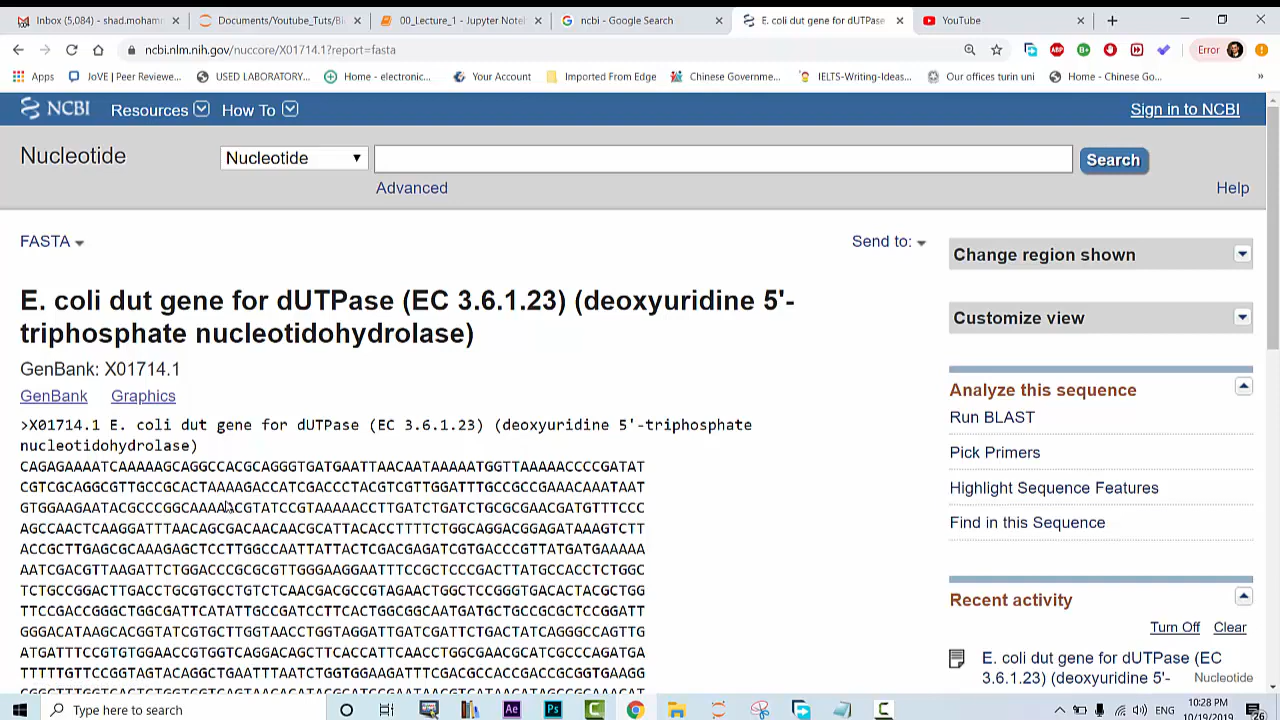 Inbox (5,084) - shad.mohamm
Documents/Youtube_Tuts/Bi
00_Lecture_1 - Jupyter Notel
ncbi - Google Search
E. coli dut gene for dUTPase
YouTube
ncbi.nlm.nih.gov/nuccore/X01714.1?report=fasta
Error
Apps
JoVE | Peer Reviewe...
USED LABORATORY...
Home - electronic...
Your Account
Imported From Edge
Chinese Governme...
IELTS-Writing-Ideas...
Our offices turin uni
Home - Chinese Go...
NCBI Resources How To Sign in to NCBI
Nucleotide Nucleotide Search
Advanced Help
FASTA Send to:
Change region shown
E. coli dut gene for dUTPase (EC 3.6.1.23) (deoxyuridine 5'-
triphosphate nucleotidohydrolase)
Customize view
GenBank: X01714.1
GenBank Graphics
Analyze this sequence
Run BLAST
Pick Primers
Highlight Sequence Features
Find in this Sequence
>X01714.1 E. coli dut gene for dUTPase (EC 3.6.1.23) (deoxyuridine 5'-triphosphate
nucleotidohydrolase)
CAGAGAAAATCAAAAAGCAGGCCACGCAGGGTGATGAATTAACAATAAAAATGGTTAAAAACCCCGATAT
CGTCGCAGGCGTTGCCGCACTAAAAGACCATCGACCCTACGTCGTTGGATTTGCCGCCGAAACAAATAAT
GTGGAAGAATACGCCCGGCAAAAACGTATCCGTAAAAACCTTGATCTGATCTGCGCGAACGATGTTTCCC
AGCCAACTCAAGGATTTAACAGCGACAACAACGCATTACACCTTTTCTGGCAGGACGGAGATAAAGTCTT
ACCGCTTGAGCGCAAAGAGCTCCTTGGCCAATTATTACTCGACGAGATCGTGACCCGTTATGATGAAAAA
AATCGACGTTAAGATTCTGGACCCGCGCGTTGGGAAGGAATTTCCGCTCCCGACTTATGCCACCTCTGGC
TCTGCCGGACTTGACCTGCGTGCCTGTCTCAACGACGCCGTAGAACTGGCTCCGGGTGACACTACGCTGG
TTCCGACCGGGCTGGCGATTCATATTGCCGATCCTTCACTGGCGGCAATGATGCTGCCGCGCTCCGGATT
GGGACATAAGCACGGTATCGTGCTTGGTAACCTGGTAGGATTGATCGATTCTGACTATCAGGGCCAGTTG
ATGATTTCCGTGTGGAACCGTGGTCAGGACAGCTTCACCATTCAACCTGGCGAACGCATCGCCCAGATGA
TTTTTGTTCCGGTAGTACAGGCTGAATTTAATCTGGTGGAAGATTTCGACGCCACCGACCGCGGTGAAGG
Recent activity
Turn Off Clear
E. coli dut gene for dUTPase (EC
3.6.1.23) (deoxyuridine 5'- Nucleotide
Type here to search
ENG
10:28 PM
10/19/2019